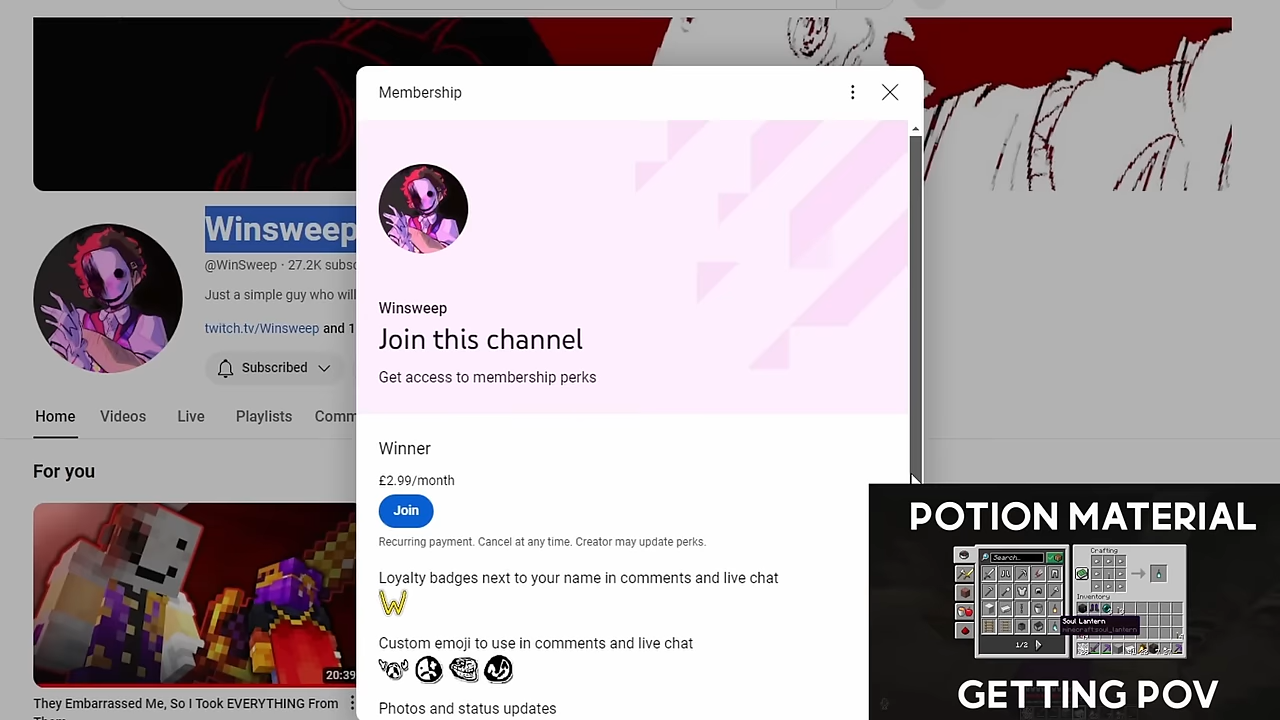 Membership
Winsweep
@WinSweep · 27.2K subsc
Just a simple guy who will
twitch.tv/Winsweep and 1
Subscribed
Home Videos Live Playlists Comm
For you
20:39
They Embarrassed Me, So I Took EVERYTHING From
Winsweep
Join this channel
Get access to membership perks
Winner
£2.99/month
Join
Recurring payment. Cancel at any time. Creator may update perks.
Loyalty badges next to your name in comments and live chat
W
Custom emoji to use in comments and live chat
Photos and status updates
POTION MATERIAL
Search...
Crafting
Inventory
Soul Lantern
minecraft:soul_lantern
1/2
GETTING POV